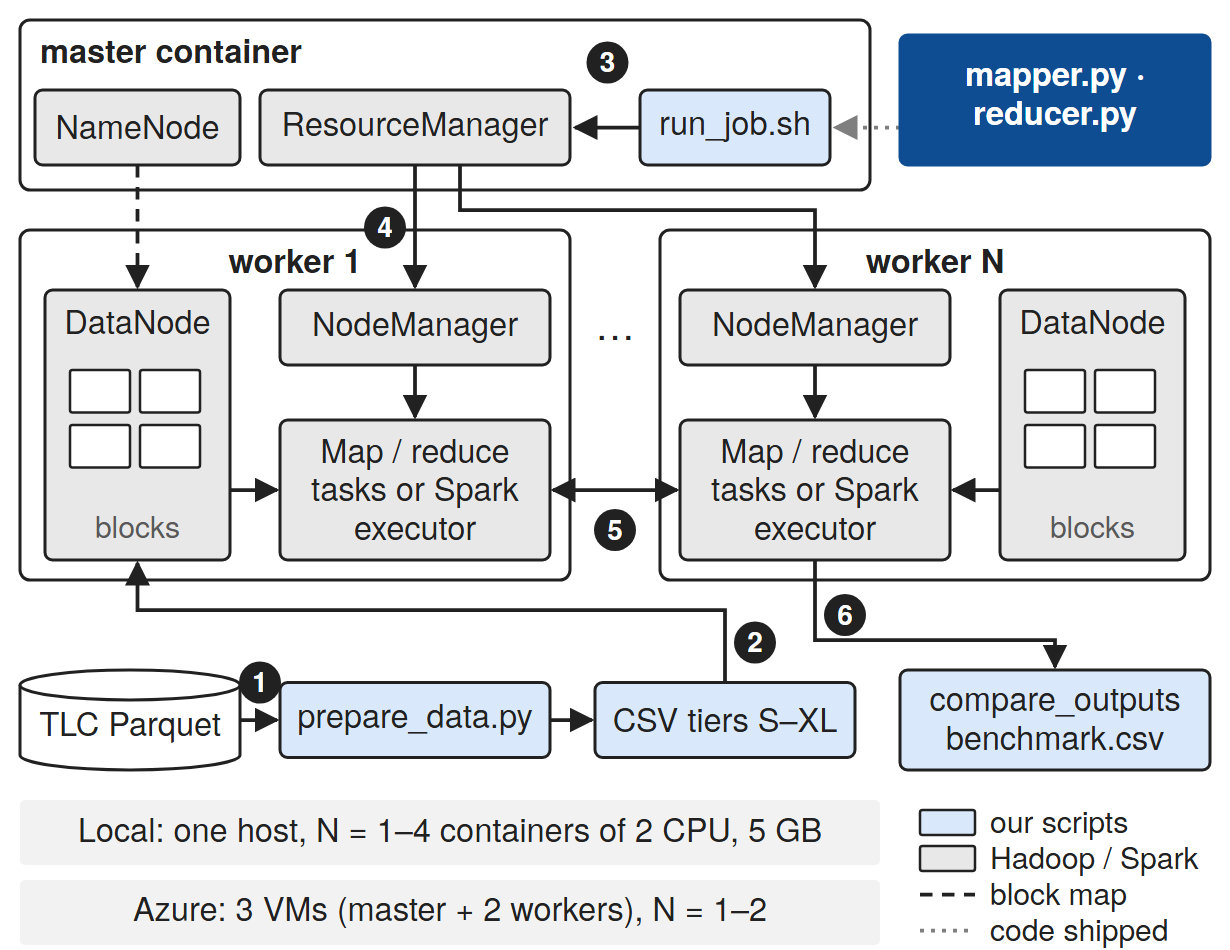 master container
3
NameNode
ResourceManager
run_job.sh
mapper.py ·
reducer.py
4
worker 1
DataNode
blocks
NodeManager
Map / reduce
tasks or Spark
executor
...
5
worker N
NodeManager
Map / reduce
tasks or Spark
executor
DataNode
blocks
6
2
1
TLC Parquet
prepare_data.py
CSV tiers S–XL
compare_outputs
benchmark.csv
Local: one host, N = 1–4 containers of 2 CPU, 5 GB
Azure: 3 VMs (master + 2 workers), N = 1–2
our scripts
Hadoop / Spark
block map
code shipped